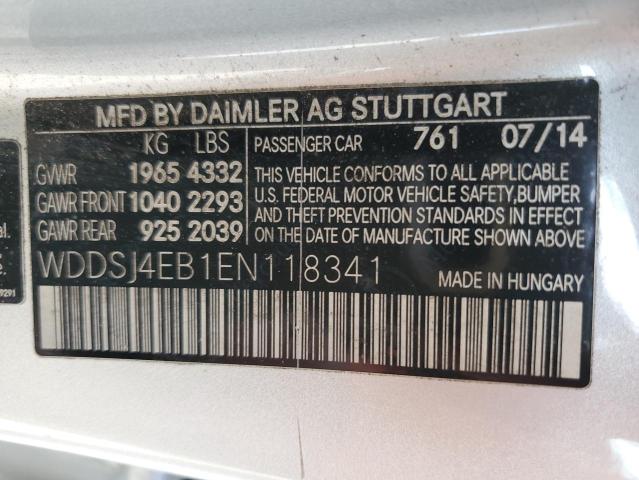 MFD BY DAIMLER AG STUTTGART
KG LBS PASSENGER CAR 761 07/14
GVWR 1965 4332
GAWR FRONT 1040 2293
GAWR REAR 925 2039
THIS VEHICLE CONFORMS TO ALL APPLICABLE
U.S. FEDERAL MOTOR VEHICLE SAFETY,BUMPER
AND THEFT PREVENTION STANDARDS IN EFFECT
ON THE DATE OF MANUFACTURE SHOWN ABOVE.
WDDSJ4EB1EN118341 MADE IN HUNGARY
al.
9291